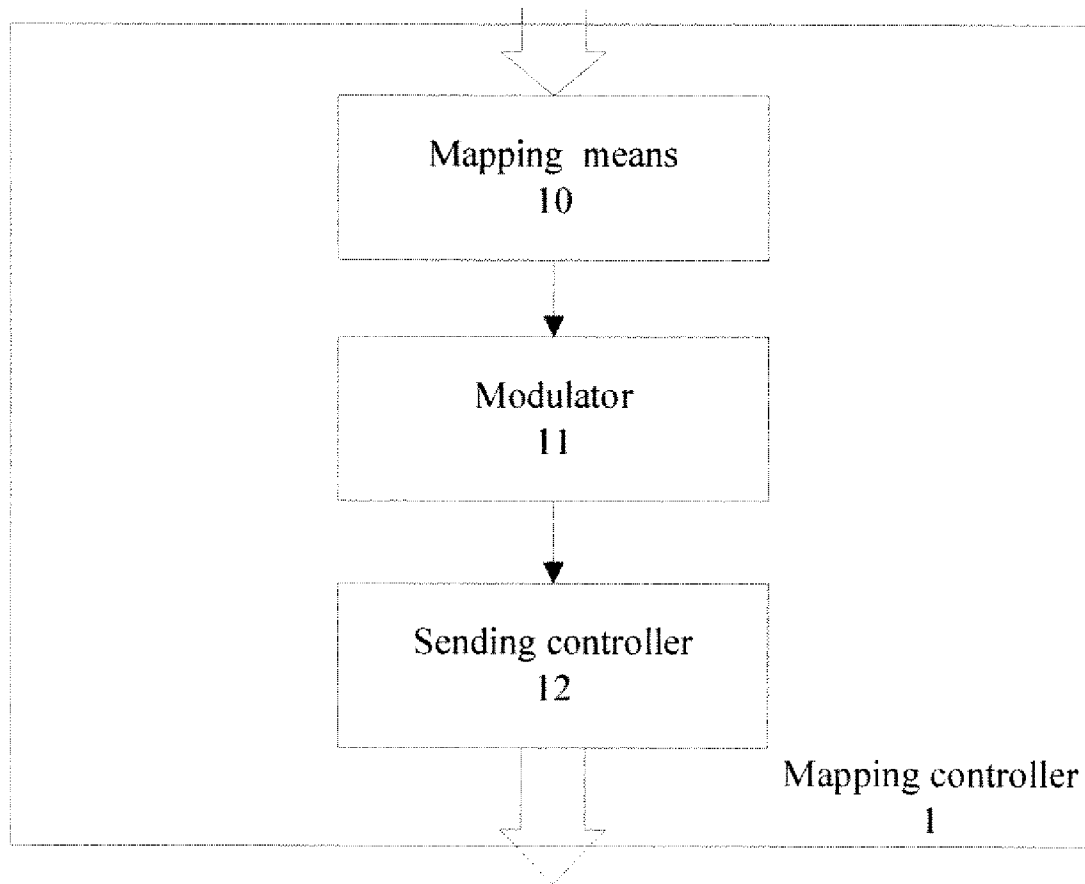 Mapping means
10
Modulator
11
Sending controller
12
Mapping controller
1